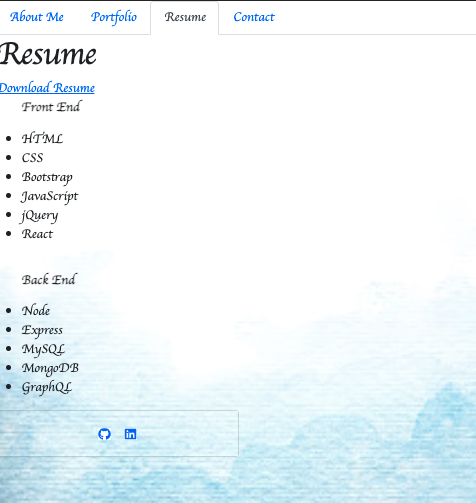 About Me Portfolio Resume Contact
Resume
Download Resume
Front End
HTML
CSS
Bootstrap
JavaScript
jQuery
React
Back End
Node
Express
MySQL
MongoDB
GraphQL